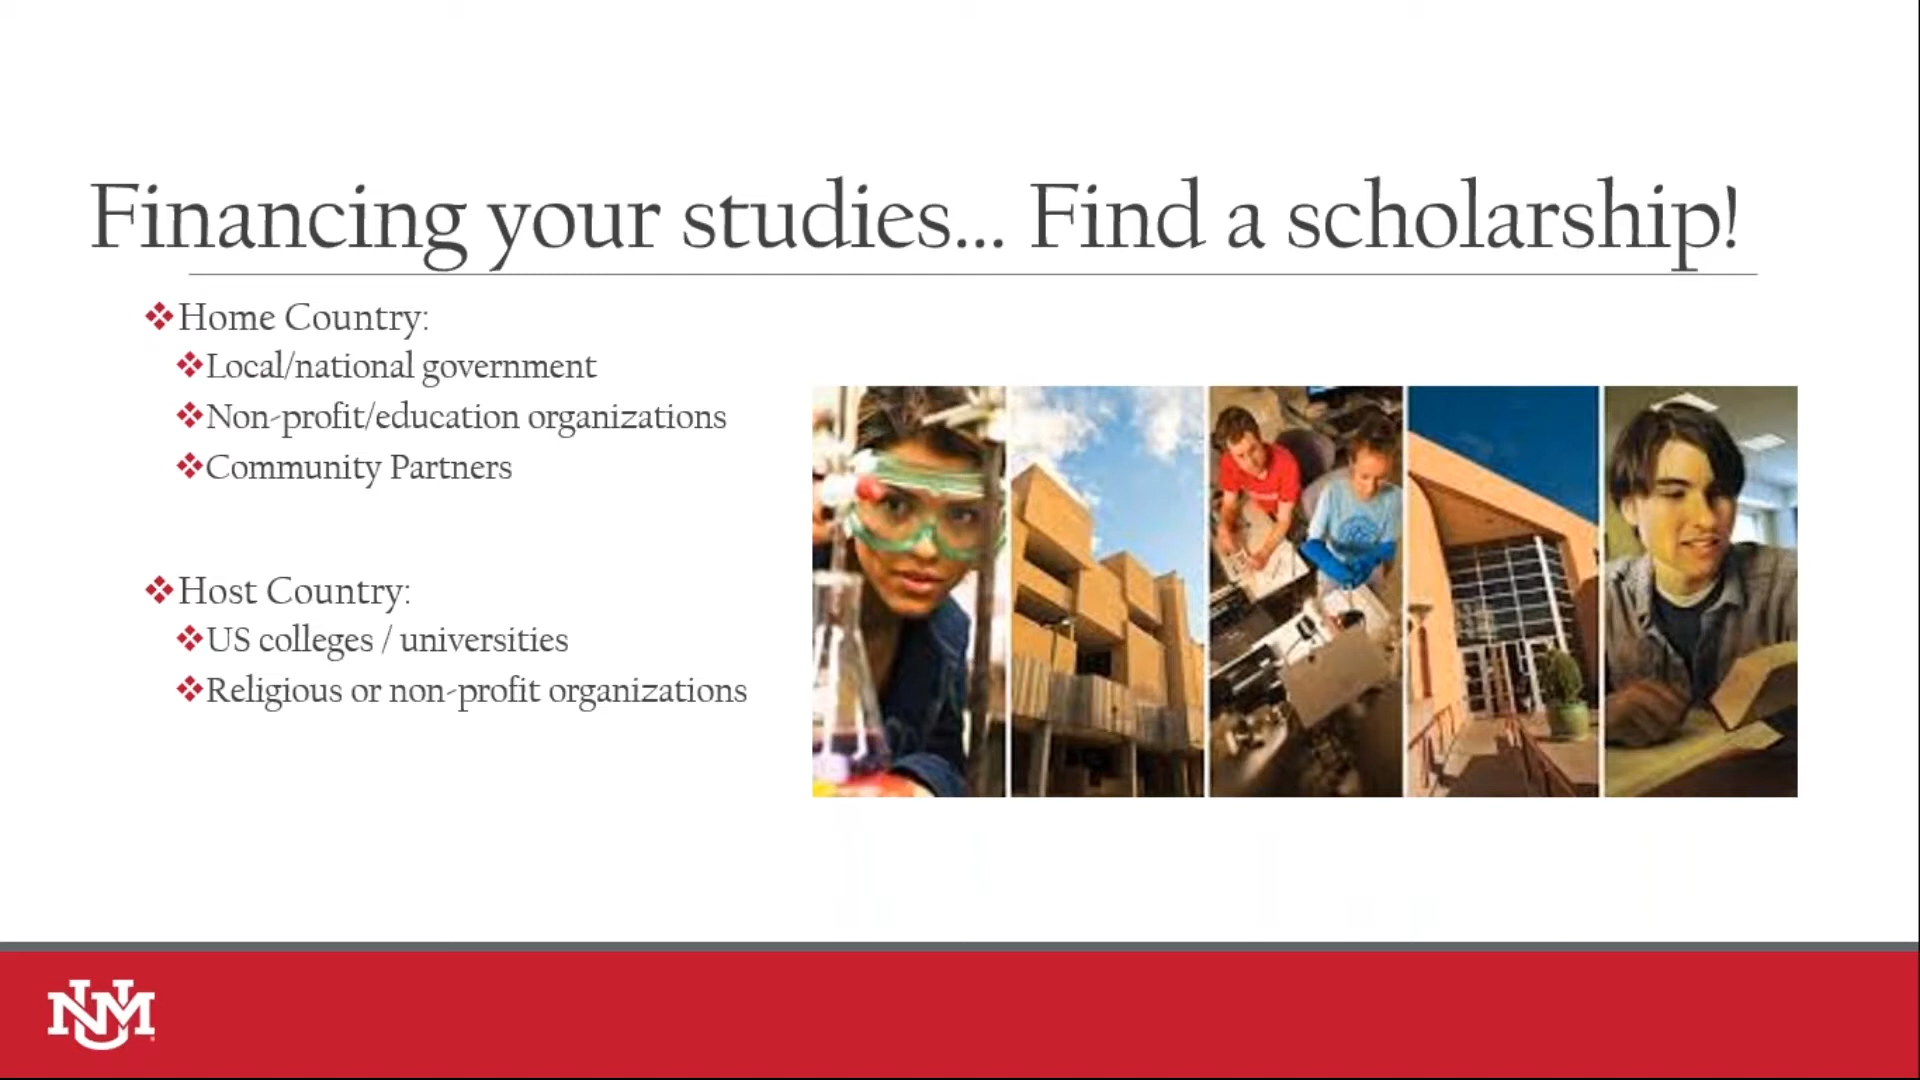 Financing your studies... Find a scholarship!
❖Home Country:
❖Local/national government
❖Non-profit/education organizations
❖Community Partners
❖Host Country:
❖US colleges / universities
❖Religious or non-profit organizations
UNM